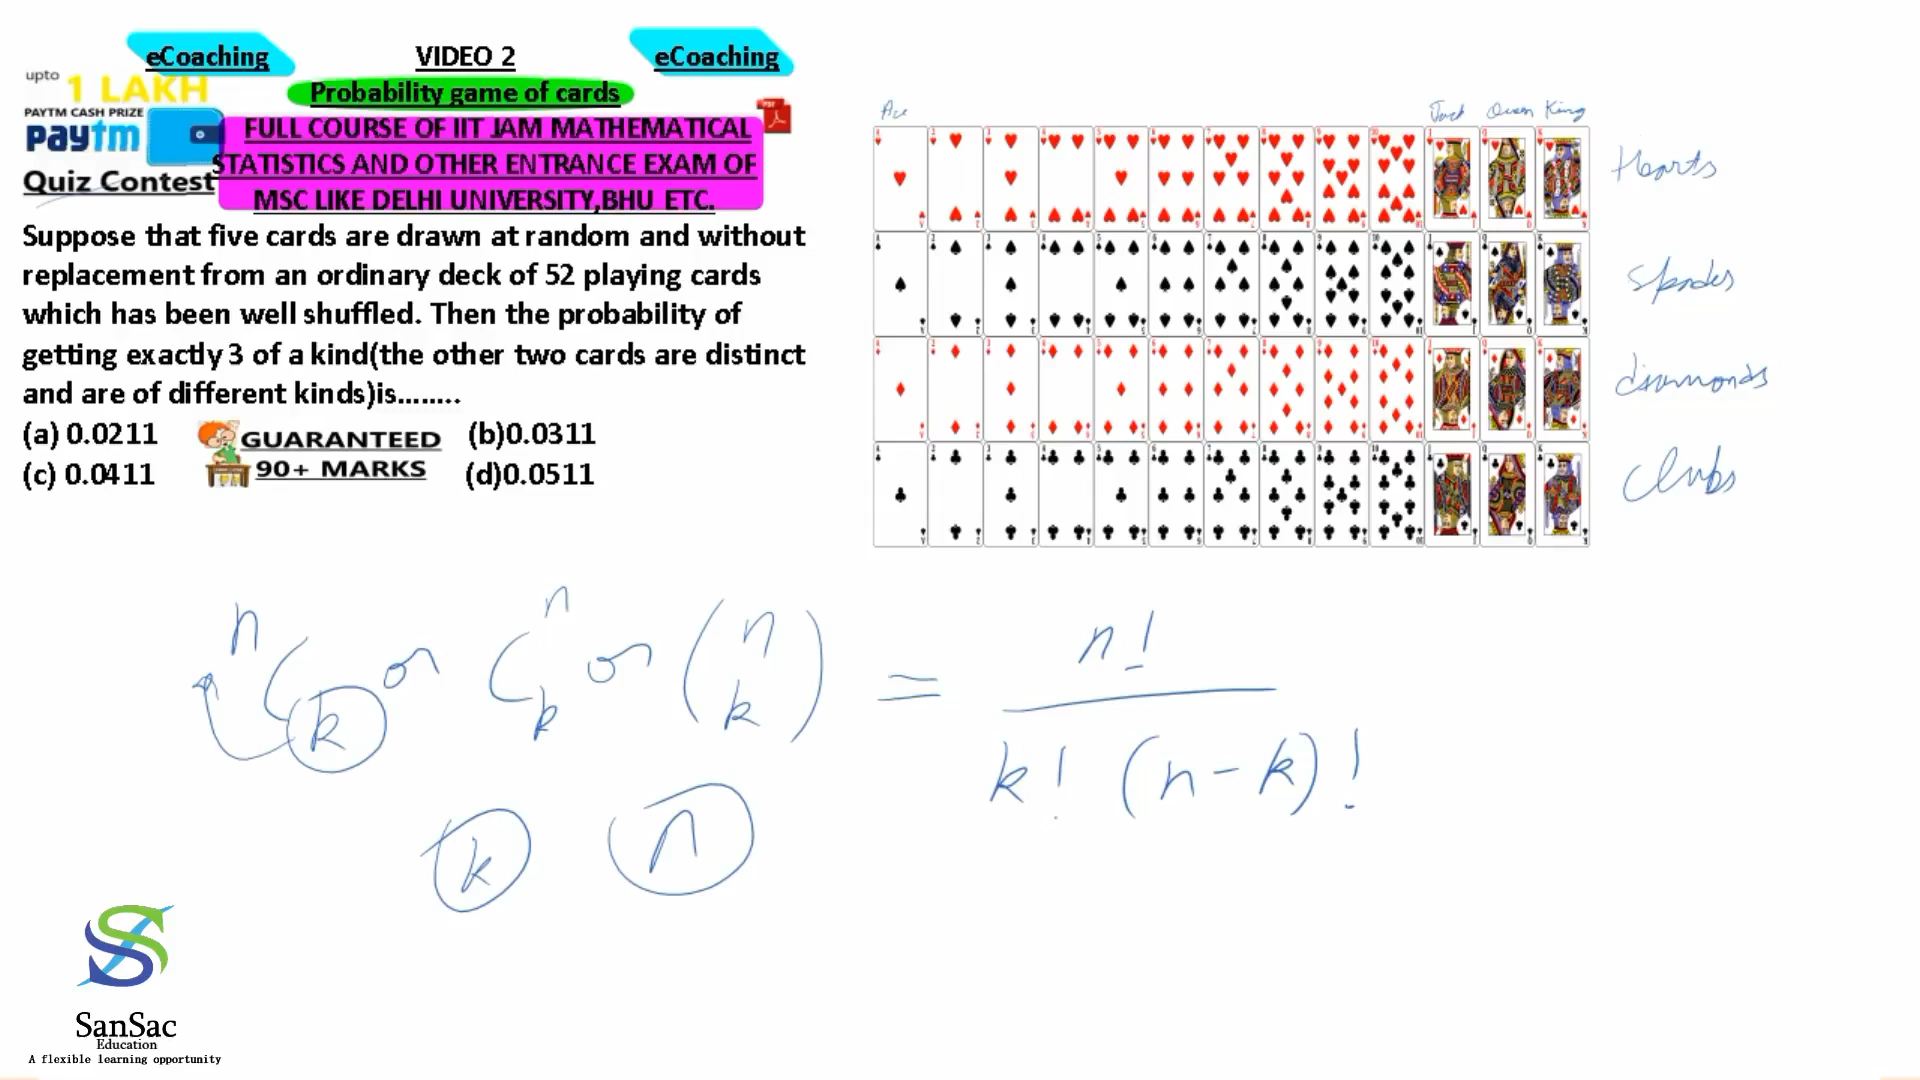 eCoaching VIDEO 2 eCoaching
upto
1 LAKH
PAYTM CASH PRIZE
paytm
Quiz Contest
Probability game of cards
PDF
FULL COURSE OF IIT JAM MATHEMATICAL
STATISTICS AND OTHER ENTRANCE EXAM OF
MSC LIKE DELHI UNIVERSITY,BHU ETC.
Suppose that five cards are drawn at random and without
replacement from an ordinary deck of 52 playing cards
which has been well shuffled. Then the probability of
getting exactly 3 of a kind(the other two cards are distinct
and are of different kinds)is........
(a) 0.0211 (b)0.0311
(c) 0.0411 (d)0.0511
GUARANTEED
90+ MARKS
Ace Jack Queen King
Hearts
Spades
diamonds
Clubs
n C k or C n k or ( n k ) = n! / k! (n-k)!
k n
SanSac
Education
A flexible learning opportunity